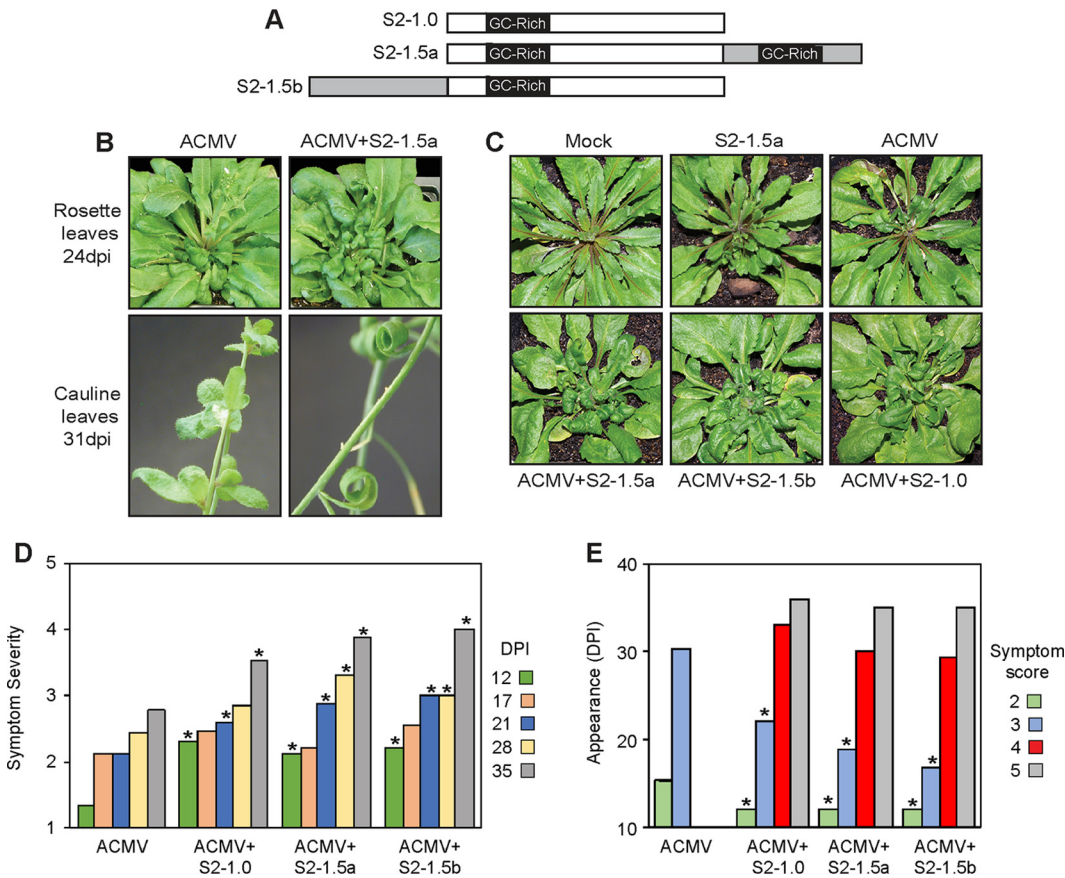 A
S2-1.0 GC-Rich
S2-1.5a GC-Rich GC-Rich
S2-1.5b GC-Rich
B
ACMV ACMV+S2-1.5a
Rosette
leaves
24dpi
Cauline
leaves
31dpi
C
Mock S2-1.5a ACMV
ACMV+S2-1.5a ACMV+S2-1.5b ACMV+S2-1.0
D
Symptom Severity
5
4
3
2
1
* * *
* * *
* * * *
ACMV ACMV+ ACMV+ ACMV+
S2-1.0 S2-1.5a S2-1.5b
DPI
12
17
21
28
35
E
Appearance (DPI)
40
30
20
10
* *
* *
* *
ACMV ACMV+ ACMV+ ACMV+
S2-1.0 S2-1.5a S2-1.5b
Symptom
score
2
3
4
5